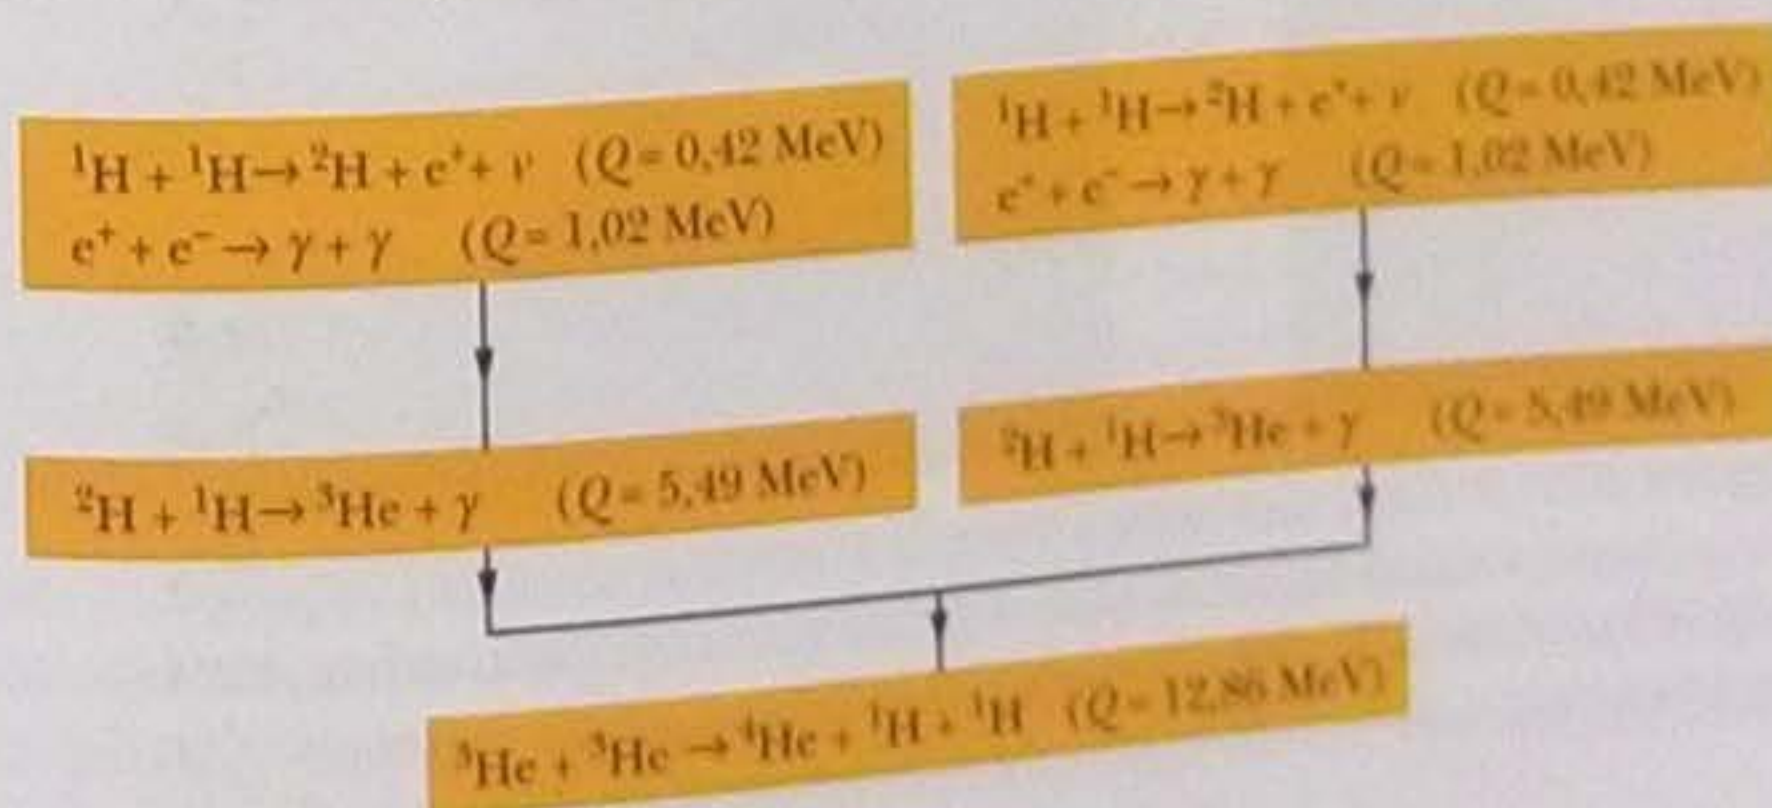 ¹H + ¹H → ²H + e⁺ + ν (Q = 0,42 MeV)
e⁺ + e⁻ → γ + γ (Q = 1,02 MeV)
¹H + ¹H → ²H + e⁺ + ν (Q = 0,42 MeV)
e⁺ + e⁻ → γ + γ (Q = 1,02 MeV)
²H + ¹H → ³He + γ (Q = 5,49 MeV)
²H + ¹H → ³He + γ (Q = 5,49 MeV)
³He + ³He → ⁴He + ¹H + ¹H (Q = 12,86 MeV)